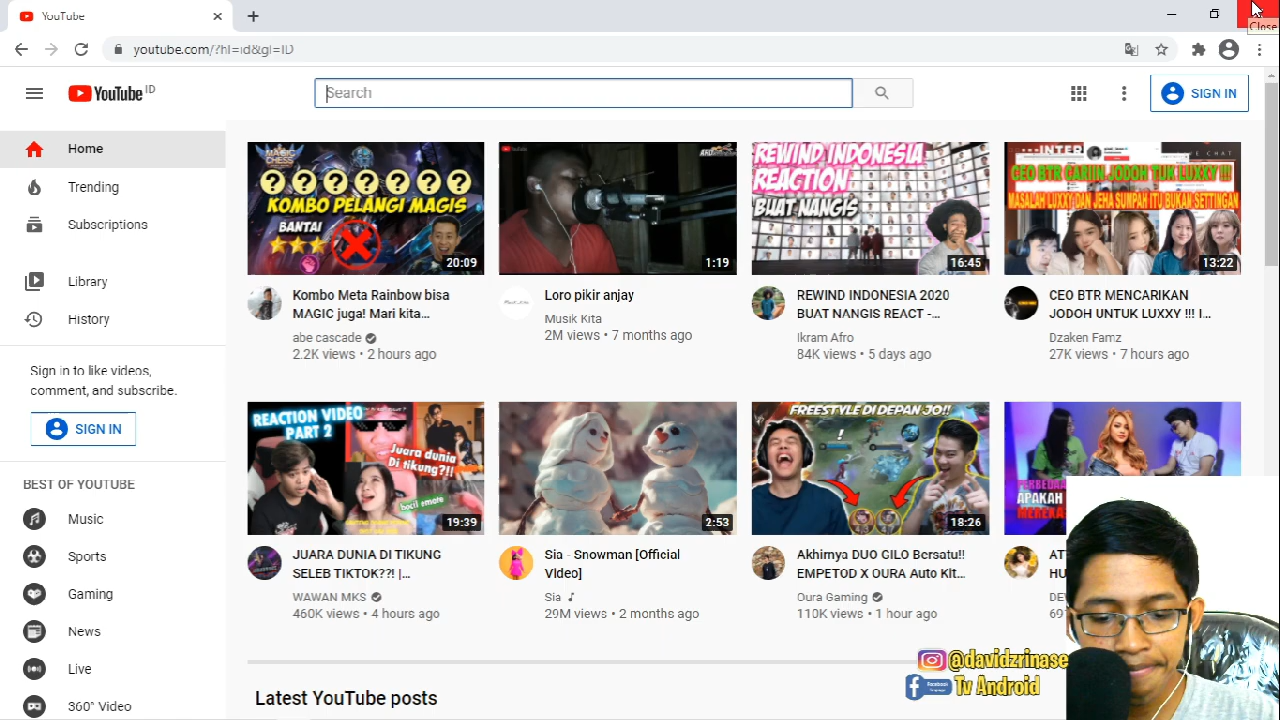 YouTube
Close
youtube.com/?hl=id&gl=ID
YouTube ID
Search
SIGN IN
Home
Trending
Subscriptions
Library
History
Sign in to like videos,
comment, and subscribe.
SIGN IN
BEST OF YOUTUBE
Music
Sports
Gaming
News
Live
360° Video
MAGIC CHESS
KOMBO PELANGI MAGIS
BANTAI
20:09
Kombo Meta Rainbow bisa
MAGIC juga! Mari kita...
abe cascade
2.2K views • 2 hours ago
1:19
Loro pikir anjay
Musik Kita
2M views • 7 months ago
REWIND INDONESIA
REACTION
BUAT NANGIS
16:45
REWIND INDONESIA 2020
BUAT NANGIS REACT -...
Ikram Afro
84K views • 5 days ago
CEO BTR CARIIN JODOH TUK LUXXY !!!
MASALAH LUXXY DAN JEHA SUMPAH ITU BUKAN SETTINGAN
13:22
CEO BTR MENCARIKAN
JODOH UNTUK LUXXY !!! I...
Dzaken Famz
27K views • 7 hours ago
REACTION VIDEO
PART 2
Juara dunia
Di tikung?!!
bocil emote
19:39
JUARA DUNIA DI TIKUNG
SELEB TIKTOK??! |...
WAWAN MKS
460K views • 4 hours ago
2:53
Sia - Snowman [Official
Video]
Sia
29M views • 2 months ago
FREESTYLE DI DEPAN JO!!
!
18:26
Akhirnya DUO GILO Bersatu!!
EMPETOD X OURA Auto Kit...
Oura Gaming
110K views • 1 hour ago
APAKAH
MEREKA
@davidzrinase
Facebook
Tv Android
Latest YouTube posts